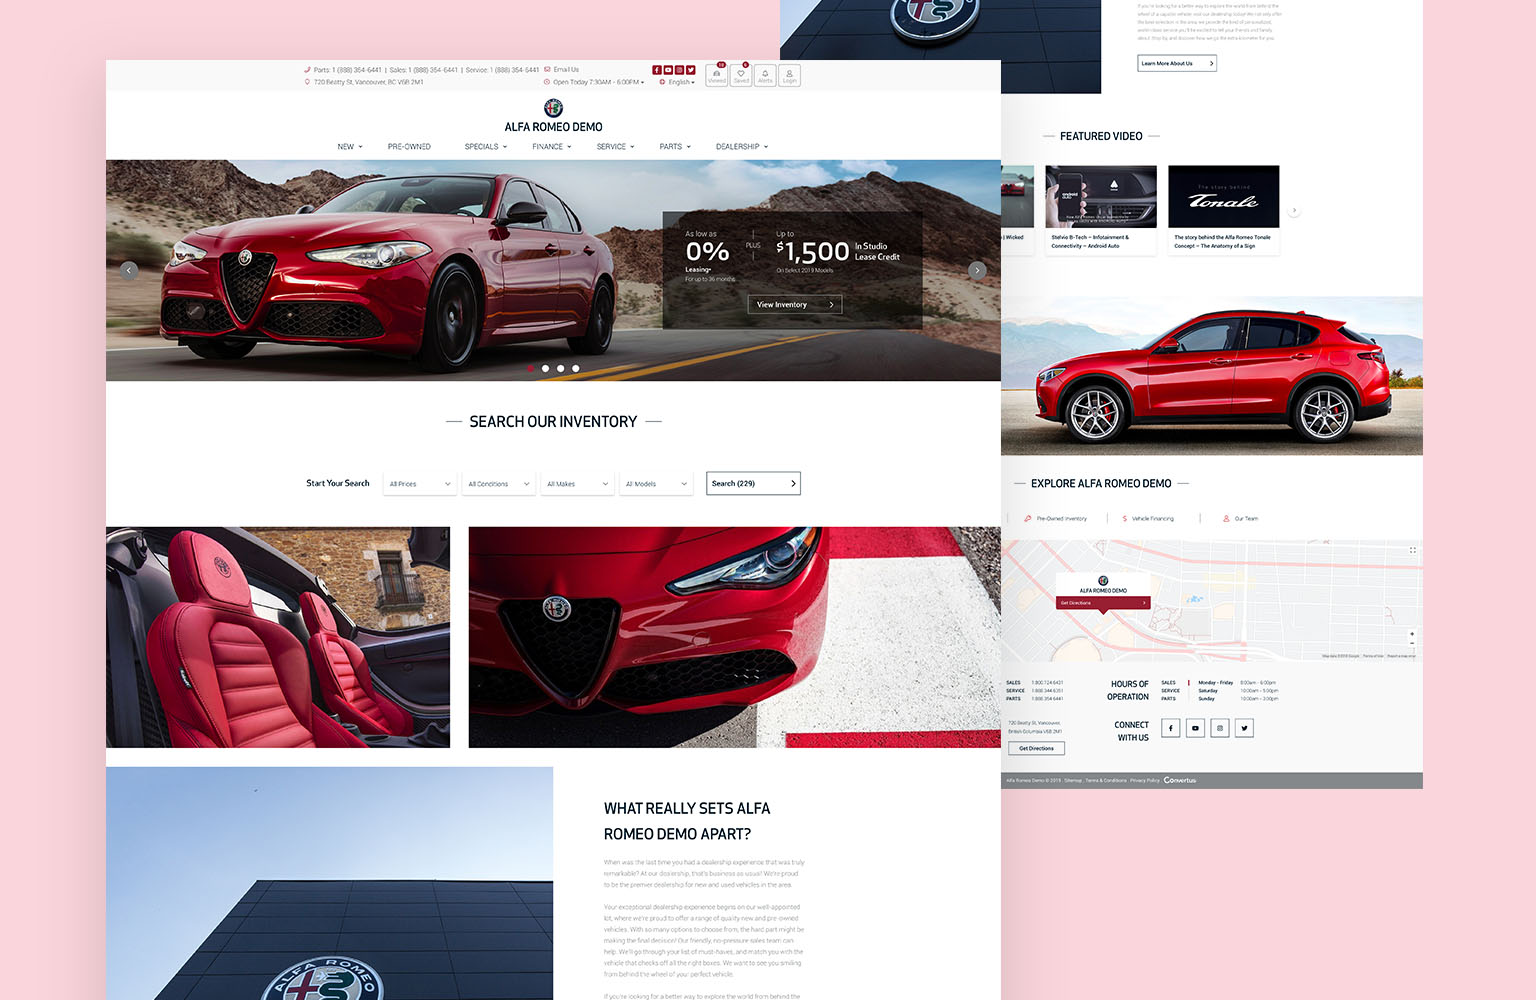 Parts: 1 (888) 354-6441 | Sales: 1 (888) 354-6441 | Service: 1 (888) 354-6441
Email Us
720 Beatty St, Vancouver, BC V6B 2M1
Open Today 7:30AM - 6:00PM
English
Viewed
Saved
Alerts
Login
ALFA ROMEO DEMO
NEW
PRE-OWNED
SPECIALS
FINANCE
SERVICE
PARTS
DEALERSHIP
As low as
0%
Leasing*
For up to 36 months
PLUS
Up to
$1,500
In Studio
Lease Credit
On Select 2019 Models
View Inventory
SEARCH OUR INVENTORY
Start Your Search
All Prices
All Conditions
All Makes
All Models
Search (229)
WHAT REALLY SETS ALFA
ROMEO DEMO APART?
When was the last time you had a dealership experience that was truly
remarkable? At our dealership, that's business as usual! We're proud
to be the premier dealership for new and used vehicles in the area.
Your exceptional dealership experience begins on our well-appointed
lot, where we're proud to offer a range of quality new and pre-owned
vehicles. With so many options to choose from, the hard part might be
making the final decision! Our friendly, no-pressure sales team can
help. We'll go through your list of must-haves, and match you with the
vehicle that checks off all the right boxes. We want to see you smiling
from behind the wheel of your perfect vehicle.
If you're looking for a better way to explore the world from behind the
ALFA ROMEO
If you're looking for a better way to explore the world from behind the
Learn More About Us
FEATURED VIDEO
| Wicked
android
auto
Stelvio B-Tech – Infotainment &
Connectivity – Android Auto
The story behind
Tonale
The story behind the Alfa Romeo Tonale
Concept – The Anatomy of a Sign
EXPLORE ALFA ROMEO DEMO
Pre-Owned Inventory
Vehicle Financing
Our Team
ALFA ROMEO DEMO
Get Directions
Map data ©2019 Google
Terms of Use
Report a map error
SALES 1.800.124.6431
SERVICE 1.888.344.6351
PARTS 1.888.354.6441
720 Beatty St, Vancouver,
British Columbia V6B 2M1
Get Directions
HOURS OF
OPERATION
SALES
SERVICE
PARTS
Monday - Friday 8:00am - 6:00pm
Saturday 10:00am - 5:00pm
Sunday 10:00am - 3:00pm
CONNECT
WITH US
Alfa Romeo Demo © 2019 . Sitemap . Terms & Conditions . Privacy Policy . Convertus